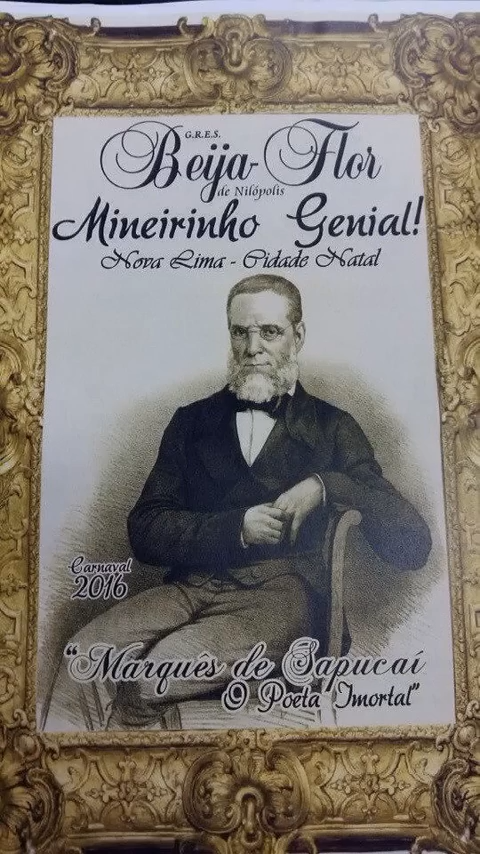 G.R.E.S.
Beija-Flor
de Nilópolis
Mineirinho Genial!
Nova Lima - Cidade Natal
Carnaval
2016
"Marquês de Sapucaí
O Poeta Imortal"